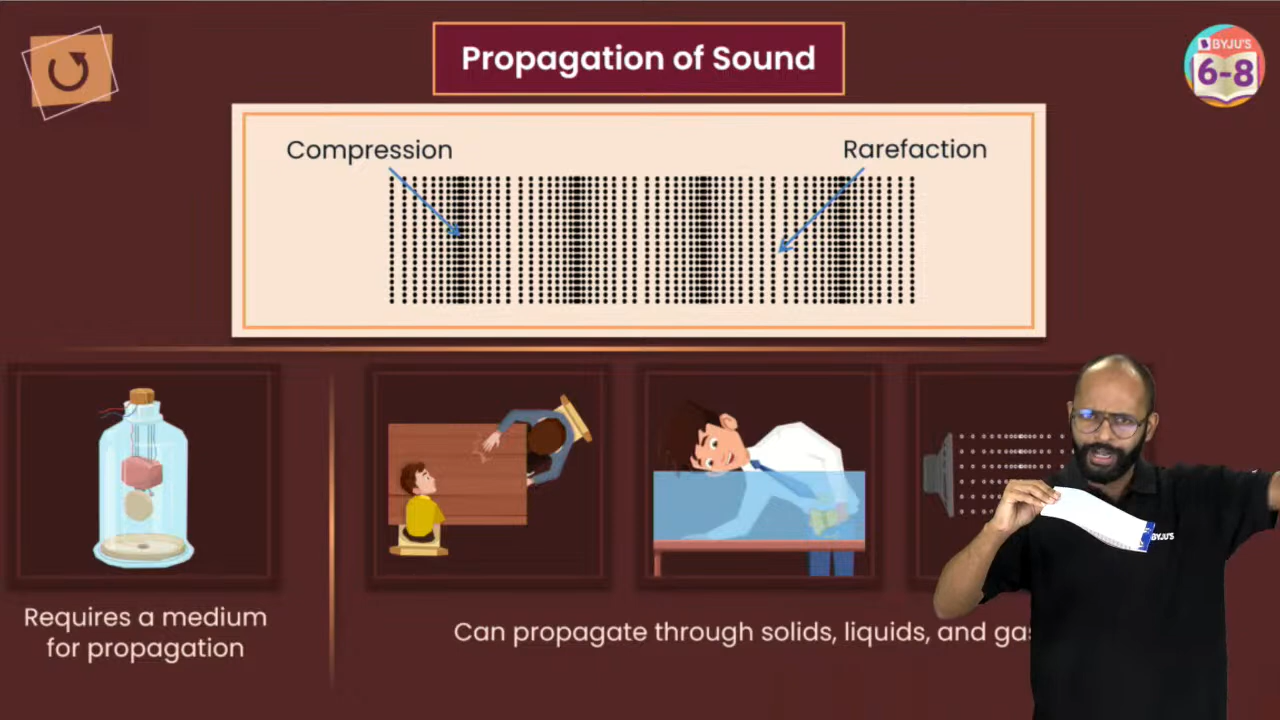 Propagation of Sound
BYJU'S
6-8
Compression
Rarefaction
Requires a medium
for propagation
Can propagate through solids, liquids, and gas
BYJU'S